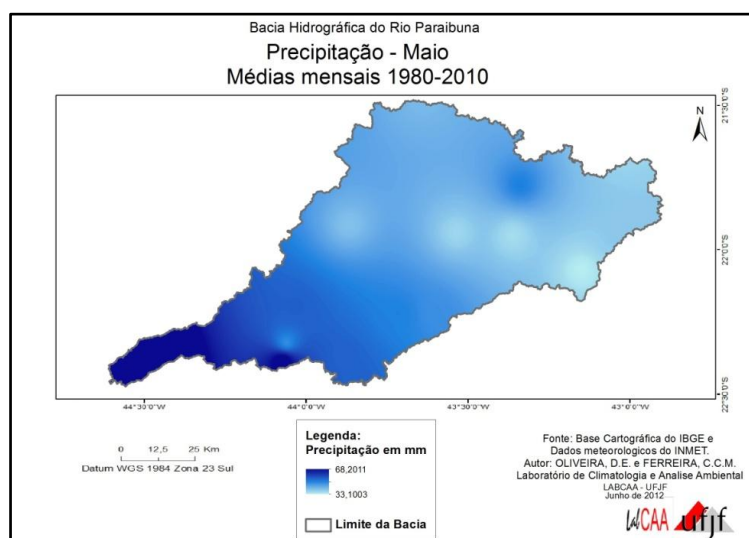 Bacia Hidrográfica do Rio Paraibuna
Precipitação - Maio
Médias mensais 1980-2010
21°30'0"S
N
22°0'0"S
22°30'0"S
44°30'0"W
44°0'0"W
43°30'0"W
43°0'0"W
0 12,5 25 Km
Datum WGS 1984 Zona 23 Sul
Legenda:
Precipitação em mm
68,2011
33,1003
Limite da Bacia
Fonte: Base Cartográfica do IBGE e
Dados meteorologicos do INMET.
Autor: OLIVEIRA, D.E. e FERREIRA, C.C.M.
Laboratório de Climatologia e Analise Ambiental
LABCAA - UFJF
Junho de 2012
LabCAA ufjf